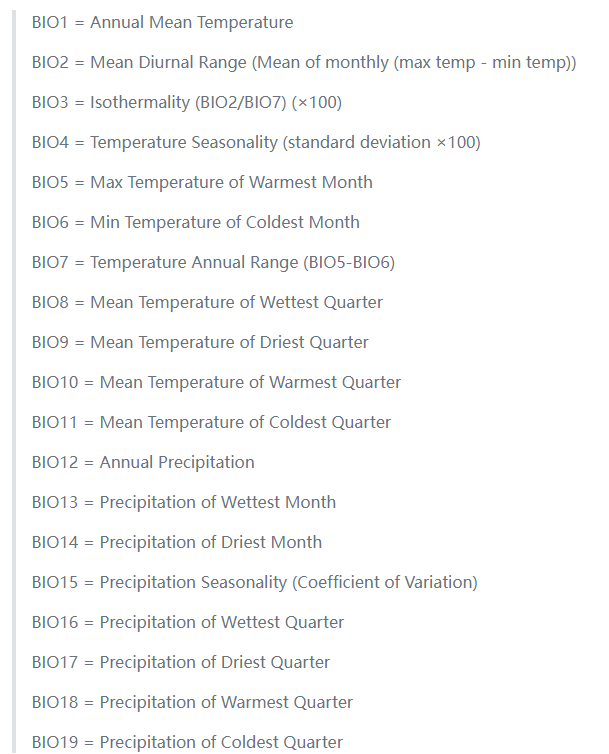 BIO1 = Annual Mean Temperature
BIO2 = Mean Diurnal Range (Mean of monthly (max temp - min temp))
BIO3 = Isothermality (BIO2/BIO7) (×100)
BIO4 = Temperature Seasonality (standard deviation ×100)
BIO5 = Max Temperature of Warmest Month
BIO6 = Min Temperature of Coldest Month
BIO7 = Temperature Annual Range (BIO5-BIO6)
BIO8 = Mean Temperature of Wettest Quarter
BIO9 = Mean Temperature of Driest Quarter
BIO10 = Mean Temperature of Warmest Quarter
BIO11 = Mean Temperature of Coldest Quarter
BIO12 = Annual Precipitation
BIO13 = Precipitation of Wettest Month
BIO14 = Precipitation of Driest Month
BIO15 = Precipitation Seasonality (Coefficient of Variation)
BIO16 = Precipitation of Wettest Quarter
BIO17 = Precipitation of Driest Quarter
BIO18 = Precipitation of Warmest Quarter
BIO19 = Precipitation of Coldest Quarter